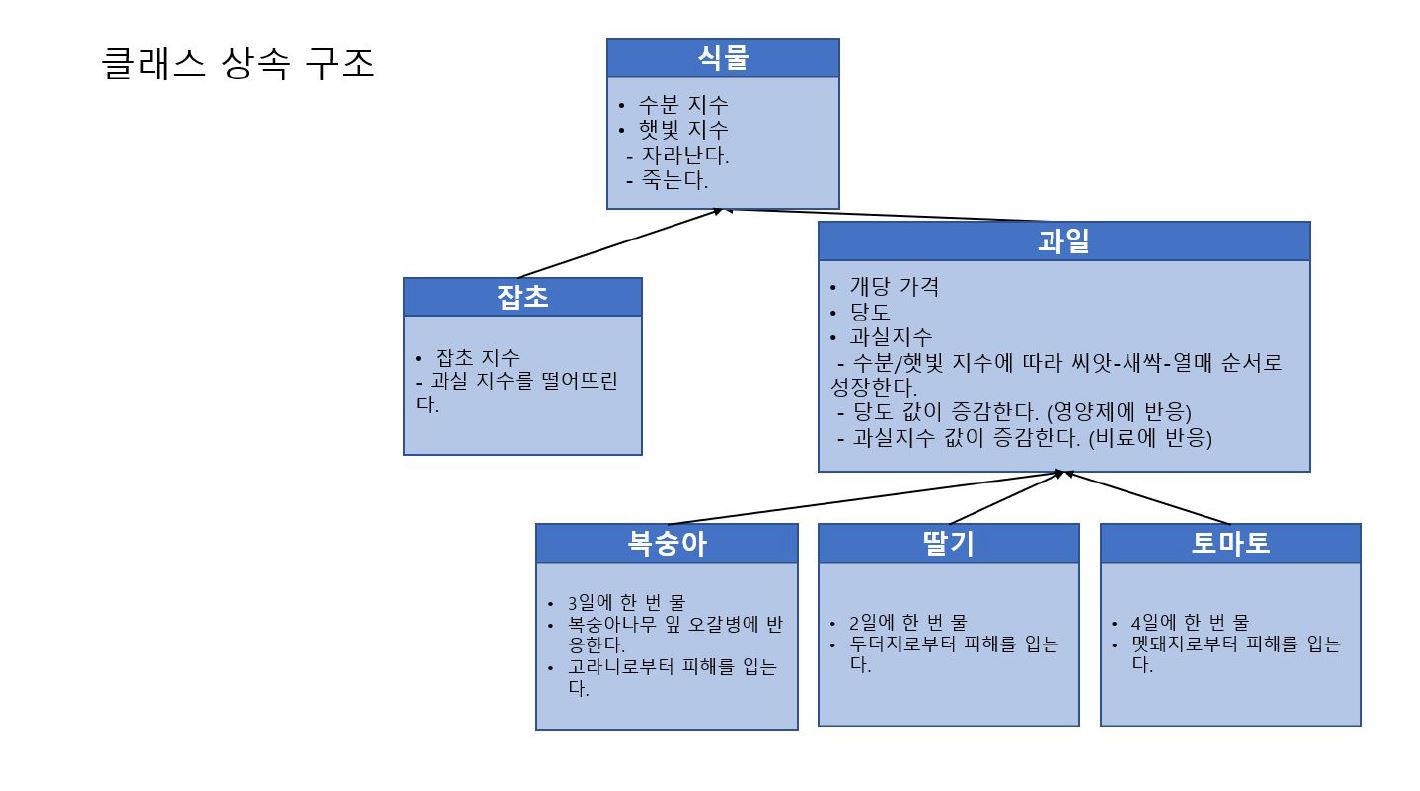 클래스 상속 구조
식물
• 수분 지수
• 햇빛 지수
- 자라난다.
- 죽는다.
잡초
• 잡초 지수
- 과실 지수를 떨어뜨린
다.
과일
• 개당 가격
• 당도
• 과실지수
- 수분/햇빛 지수에 따라 씨앗-새싹-열매 순서로
성장한다.
- 당도 값이 증감한다. (영양제에 반응)
- 과실지수 값이 증감한다. (비료에 반응)
복숭아
• 3일에 한 번 물
• 복숭아나무 잎 오갈병에 반
응한다.
• 고라니로부터 피해를 입는
다.
딸기
• 2일에 한 번 물
• 두더지로부터 피해를 입는
다.
토마토
• 4일에 한 번 물
• 멧돼지로부터 피해를 입는
다.